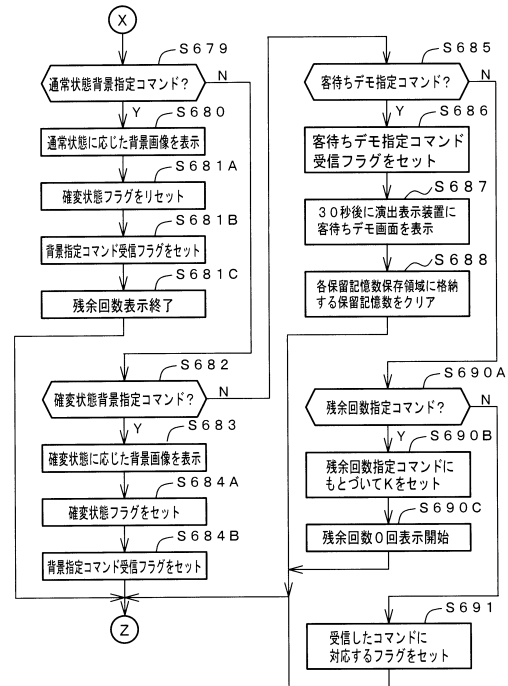 X
S679
通常状態背景指定コマンド?
N
Y
S680
通常状態に応じた背景画像を表示
S681A
確変状態フラグをリセット
S681B
背景指定コマンド受信フラグをセット
S681C
残余回数表示終了
S682
確変状態背景指定コマンド?
N
Y
S683
確変状態に応じた背景画像を表示
S684A
確変状態フラグをセット
S684B
背景指定コマンド受信フラグをセット
Z
S685
客待ちデモ指定コマンド?
N
Y
S686
客待ちデモ指定コマンド
受信フラグをセット
S687
30秒後に演出表示装置に
客待ちデモ画面を表示
S688
各保留記憶数保存領域に格納
する保留記憶数をクリア
S690A
残余回数指定コマンド?
N
Y
S690B
残余回数指定コマンドに
もとづいてKをセット
S690C
残余回数0回表示開始
S691
受信したコマンドに
対応するフラグをセット